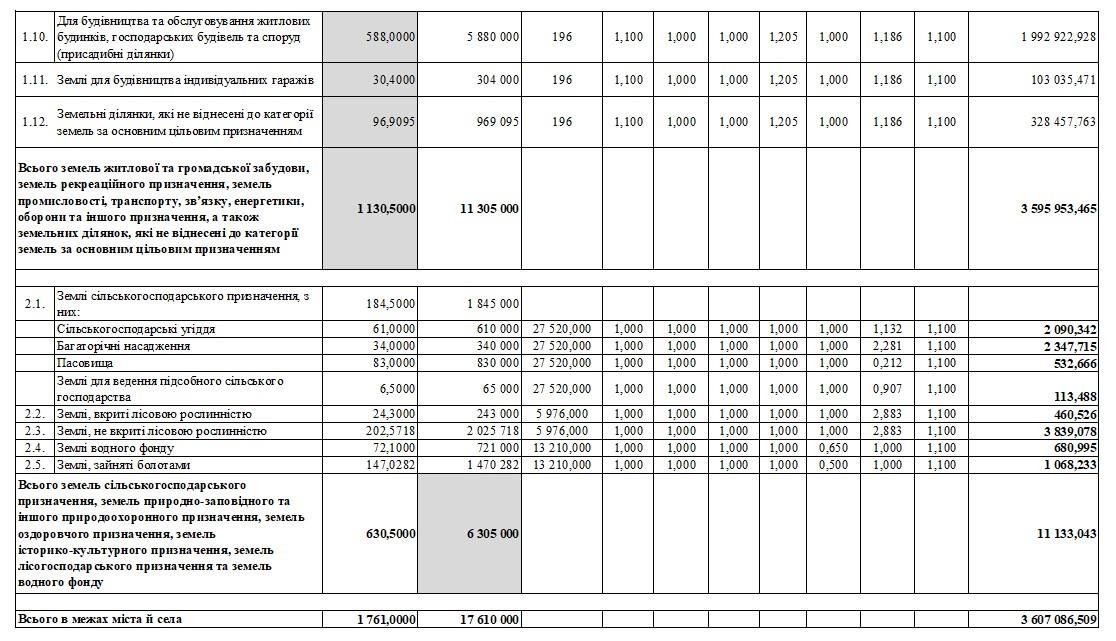 Для будівництва та обслуговування житлових
1.10. будинків, господарських будівель та споруд 588,0000 5 880 000 196 1,100 1,000 1,000 1,205 1,000 1,186 1,100 1 992 922,928
(присадибні ділянки)
1.11. Землі для будівництва індивідуальних гаражів 30,4000 304 000 196 1,100 1,000 1,000 1,205 1,000 1,186 1,100 103 035,471
1.12. Земельні ділянки, які не віднесені до категорії 96,9095 969 095 196 1,100 1,000 1,000 1,205 1,000 1,186 1,100 328 457,763
земель за основним цільовим призначенням
Всього земель житлової та громадської забудови,
земель рекреаційного призначення, земель
промисловості, транспорту, зв’язку, енергетики, 1 130,5000 11 305 000 3 595 953,465
оборони та іншого призначення, а також
земельних ділянок, які не віднесені до категорії
земель за основним цільовим призначенням
2.1. Землі сільськогосподарського призначення, з 184,5000 1 845 000
них:
Сільськогосподарські угіддя 61,0000 610 000 27 520,000 1,000 1,000 1,000 1,000 1,000 1,132 1,100 2 090,342
Багаторічні насадження 34,0000 340 000 27 520,000 1,000 1,000 1,000 1,000 1,000 2,281 1,100 2 347,715
Пасовища 83,0000 830 000 27 520,000 1,000 1,000 1,000 1,000 1,000 0,212 1,100 532,666
Землі для ведення підсобного сільського 6,5000 65 000 27 520,000 1,000 1,000 1,000 1,000 1,000 0,907 1,100 113,488
господарства
2.2. Землі, вкриті лісовою рослинністю 24,3000 243 000 5 976,000 1,000 1,000 1,000 1,000 1,000 2,883 1,100 460,526
2.3. Землі, не вкриті лісовою рослинністю 202,5718 2 025 718 5 976,000 1,000 1,000 1,000 1,000 1,000 2,883 1,100 3 839,078
2.4. Землі водного фонду 72,1000 721 000 13 210,000 1,000 1,000 1,000 1,000 0,650 1,000 1,100 680,995
2.5. Землі, зайняті болотами 147,0282 1 470 282 13 210,000 1,000 1,000 1,000 1,000 0,500 1,000 1,100 1 068,233
Всього земель сільськогосподарського
призначення, земель природно-заповідного та
іншого природоохоронного призначення, земель
оздоровчого призначення, земель 630,5000 6 305 000 11 133,043
історико-культурного призначення, земель
лісогосподарського призначення та земель
водного фонду
Всього в межах міста й села 1 761,0000 17 610 000 3 607 086,509